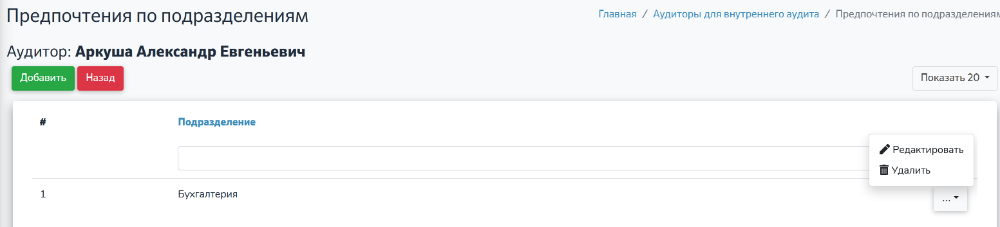 Предпочтения по подразделениям
Главная / Аудиторы для внутреннего аудита / Предпочтения по подразделениям
Аудитор: Аркуша Александр Евгеньевич
Добавить Назад
Показать 20
# Подразделение
Редактировать
Удалить
1 Бухгалтерия
...